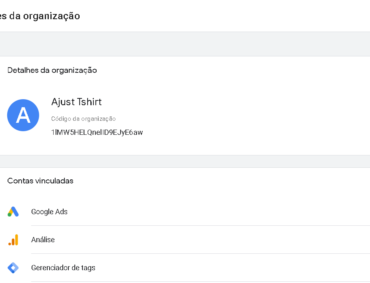 es da organização
Detalhes da organização
A
Ajust Tshirt
Código da organização
Contas vinculadas
Google Ads
Análise
Gerenciador de tags